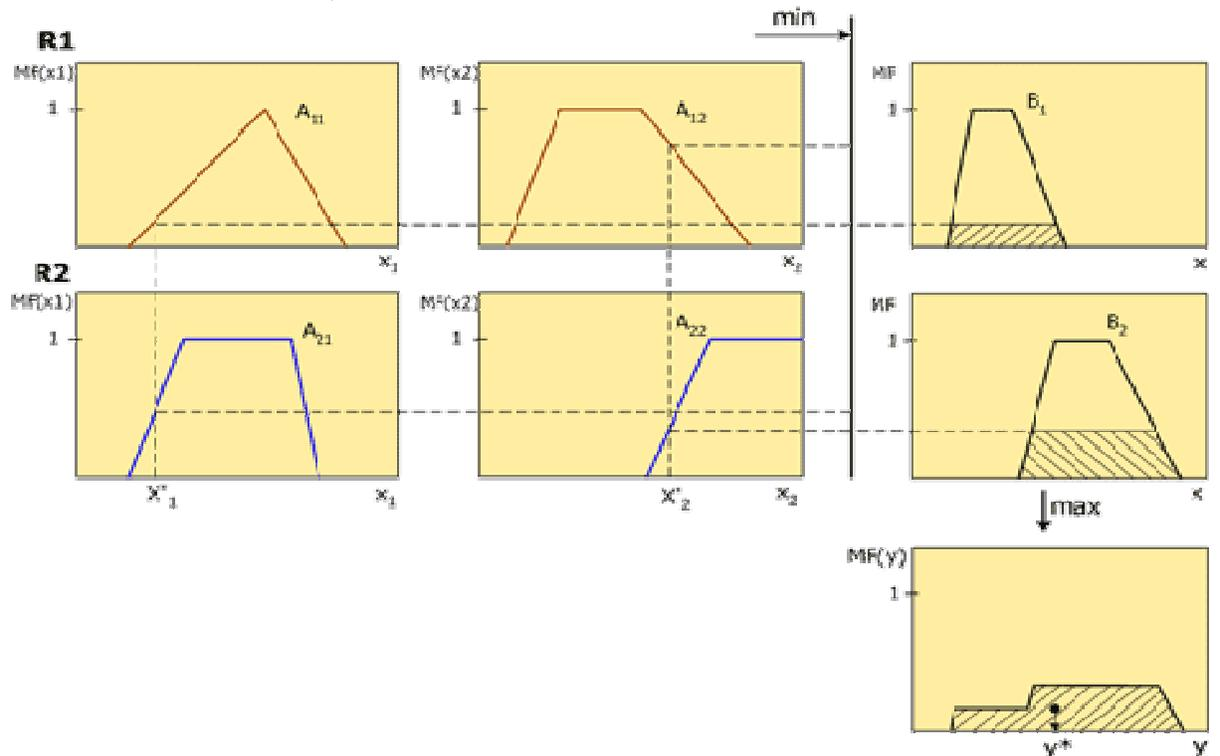 min
R1
MF(x1)
1
A11
MF(x2)
1
A12
MF
1
B1
x1
x2
x
R2
MF(x1)
1
A21
MF(x2)
1
A22
MF
1
B2
X*1
x1
X*2
x2
x
max
MF(y)
1
y*
y